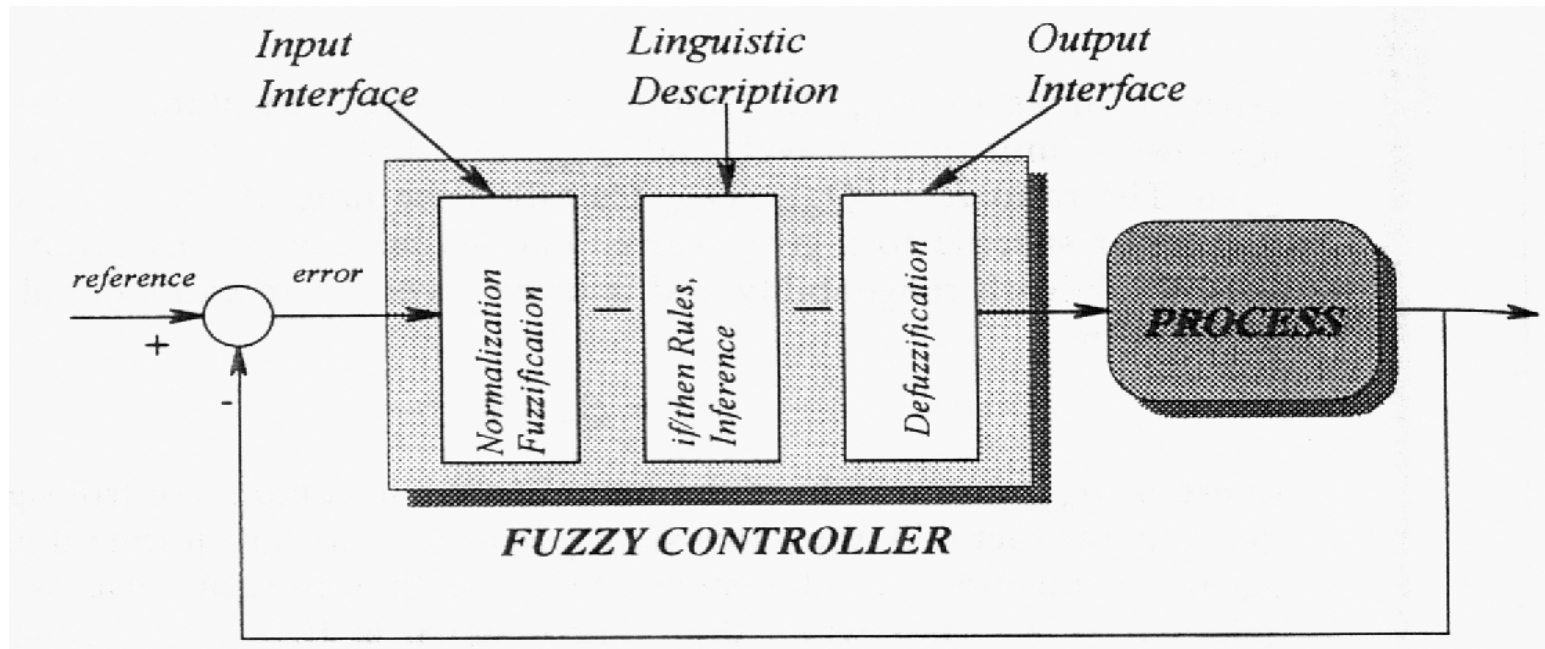 Input
Interface
Linguistic
Description
Output
Interface
reference
error
+
-
Normalization
Fuzzification
if/then Rules,
Inference
Defuzzification
PROCESS
FUZZY CONTROLLER